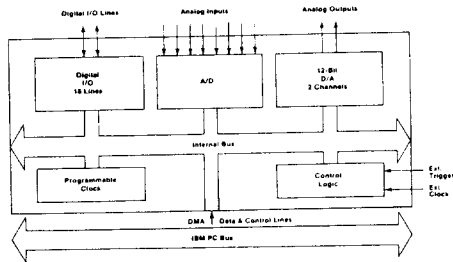 Digital I/O Lines
Analog Inputs
Analog Outputs
Digital
I/O
16 Lines
A/D
12-Bit
D/A
2 Channels
Internal Bus
Programmable
Clock
Control
Logic
Ext.
Trigger
Ext.
Clock
DMA
Data & Control Lines
IBM PC Bus